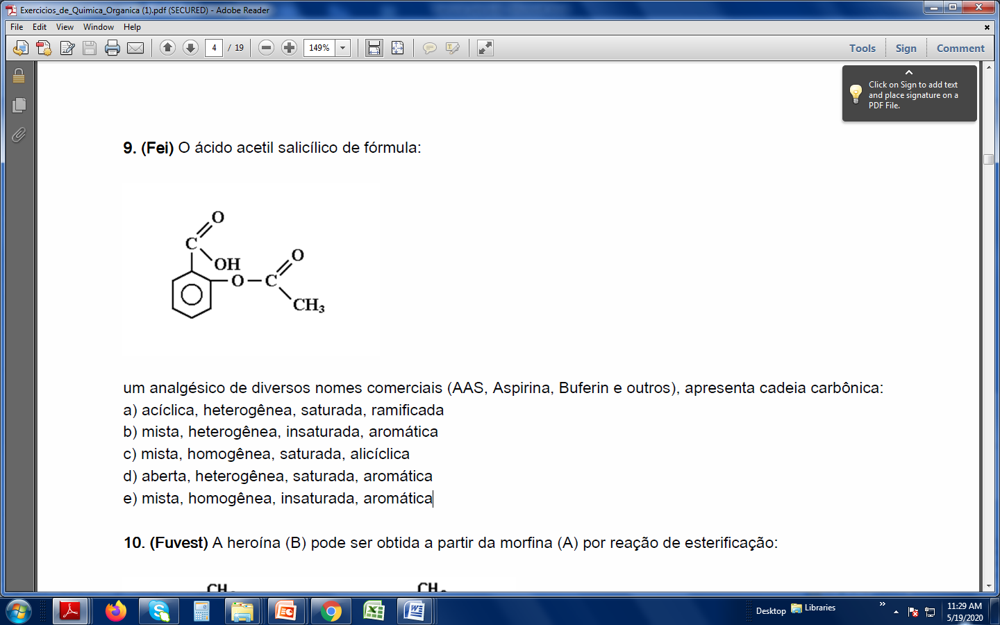 Exercicios_de_Quimica_Organica (1).pdf (SECURED) - Adobe Reader
File Edit View Window Help
4 / 19 149% Tools Sign Comment
Click on Sign to add text
and place signature on a
PDF File.
9. (Fei) O ácido acetil salicílico de fórmula:
O
C
OH
O
O
C
CH₃
um analgésico de diversos nomes comerciais (AAS, Aspirina, Buferin e outros), apresenta cadeia carbônica:
a) acíclica, heterogênea, saturada, ramificada
b) mista, heterogênea, insaturada, aromática
c) mista, homogênea, saturada, alicíclica
d) aberta, heterogênea, saturada, aromática
e) mista, homogênea, insaturada, aromática
10. (Fuvest) A heroína (B) pode ser obtida a partir da morfina (A) por reação de esterificação:
Desktop Libraries » 11:29 AM
5/19/2020